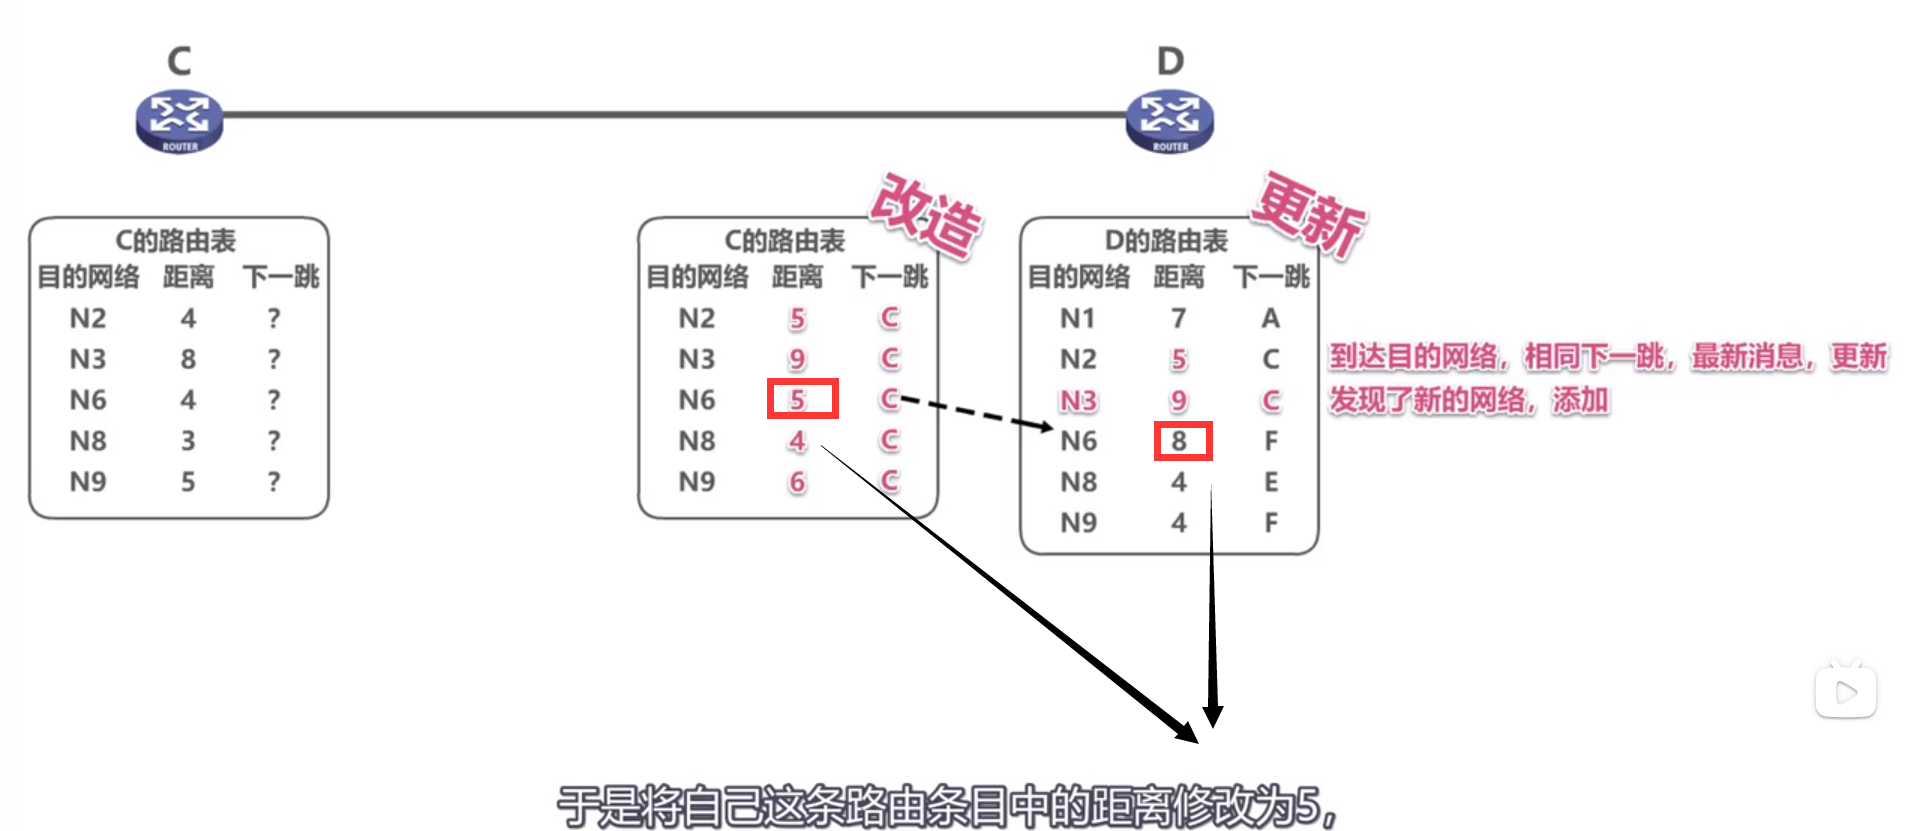 C
D
ROUTER
ROUTER
改造
更新
C的路由表
目的网络 距离 下一跳
N2 4 ?
N3 8 ?
N6 4 ?
N8 3 ?
N9 5 ?
C的路由表
目的网络 距离 下一跳
N2 5 C
N3 9 C
N6 5 C
N8 4 C
N9 6 C
D的路由表
目的网络 距离 下一跳
N1 7 A
N2 5 C
N3 9 C
N6 8 F
N8 4 E
N9 4 F
到达目的网络，相同下一跳，最新消息，更新
发现了新的网络，添加
于是将自己这条路由条目中的距离修改为5，